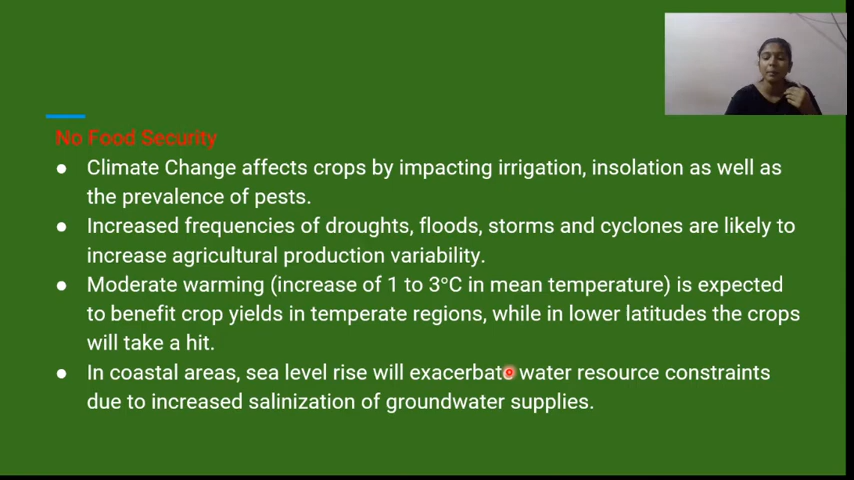 No Food Security
● Climate Change affects crops by impacting irrigation, insolation as well as
the prevalence of pests.
● Increased frequencies of droughts, floods, storms and cyclones are likely to
increase agricultural production variability.
● Moderate warming (increase of 1 to 3°C in mean temperature) is expected
to benefit crop yields in temperate regions, while in lower latitudes the crops
will take a hit.
● In coastal areas, sea level rise will exacerbate water resource constraints
due to increased salinization of groundwater supplies.